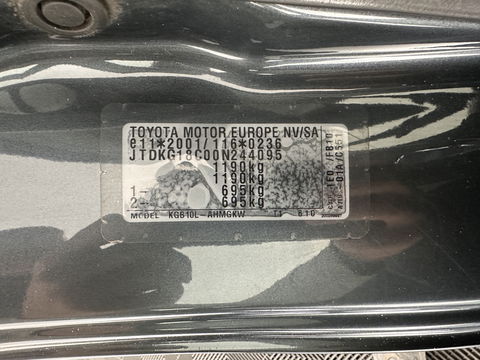 TOYOTA MOTOR EUROPE NV/SA
e11*2001/116*0236
JTDKG18C00N244095
1190kg
1190kg
1- 695kg
2- 695kg
MODEL KGB10L-AHMGKW